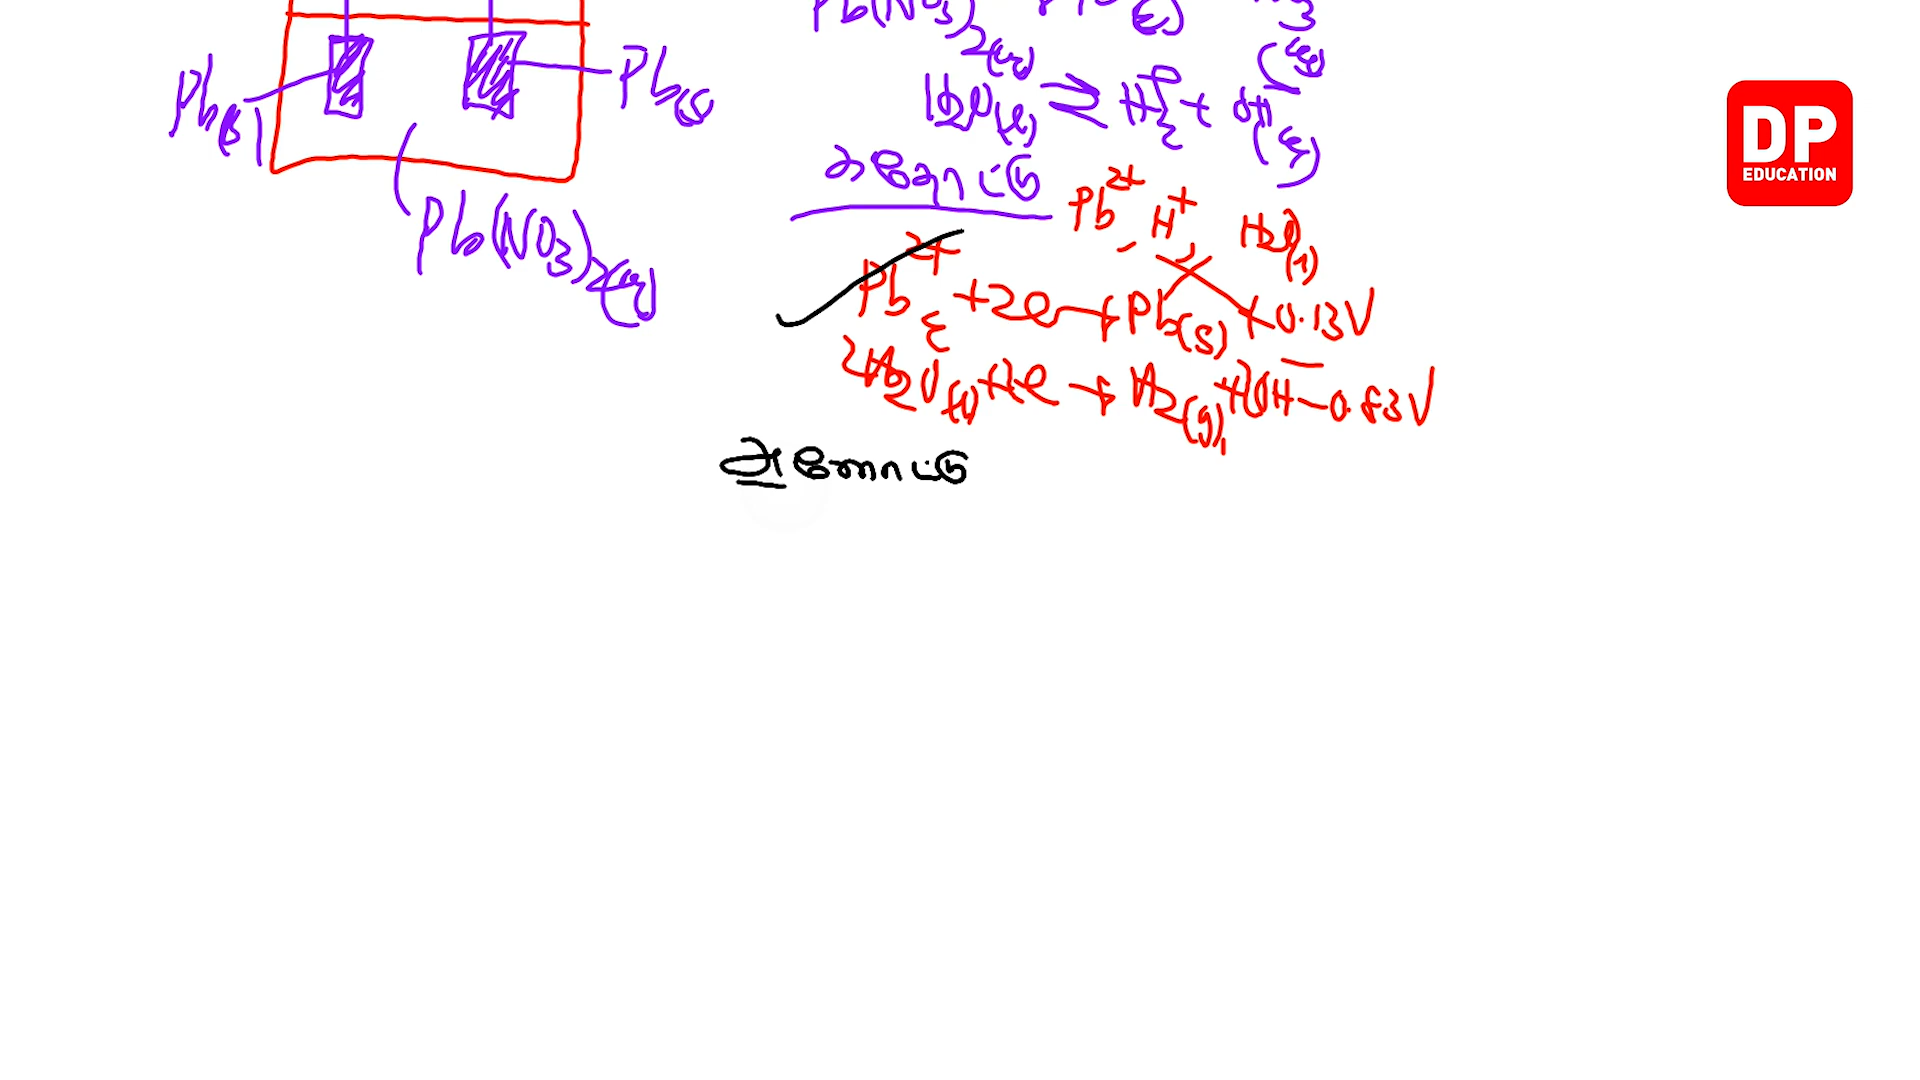 Pb(s)
Pb(s)
Pb(NO3)2(aq)
Pb(NO3)2(aq)
H2O(l) ⇌ H+ + OH
கதோட்டு
Pb2+, H+, H2O(l)
Pb2+ +2e → Pb(s) +0.13V
2H2O(l) +2e → H2(g) +2OH- -0.83V
அனோட்டு
DP
EDUCATION